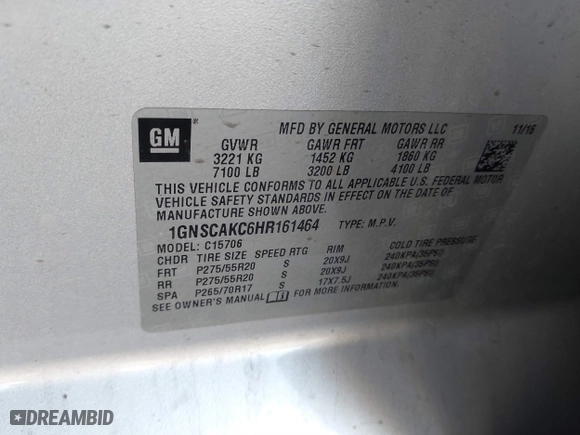 GM
MFD BY GENERAL MOTORS LLC 11/16
GVWR GAWR FRT GAWR RR
3221 KG 1452 KG 1860 KG
7100 LB 3200 LB 4100 LB
THIS VEHICLE CONFORMS TO ALL APPLICABLE U.S. FEDERAL MOTOR
VEHICLE SAFETY STANDARDS IN EFFECT ON THE DATE OF
MANUFACTURE SHOWN ABOVE.
1GNSCAKC6HR161464 TYPE: M.P.V.
MODEL: C15706
CHDR TIRE SIZE SPEED RTG RIM COLD TIRE PRESSURE
FRT P275/55R20 S 20X9J 240KPA(35PSI)
RR P275/55R20 S 20X9J 240KPA(35PSI)
SPA P265/70R17 S 17X7.5J 240KPA(35PSI)
SEE OWNER'S MANUAL FOR MORE INFORMATION.
DREAMBID